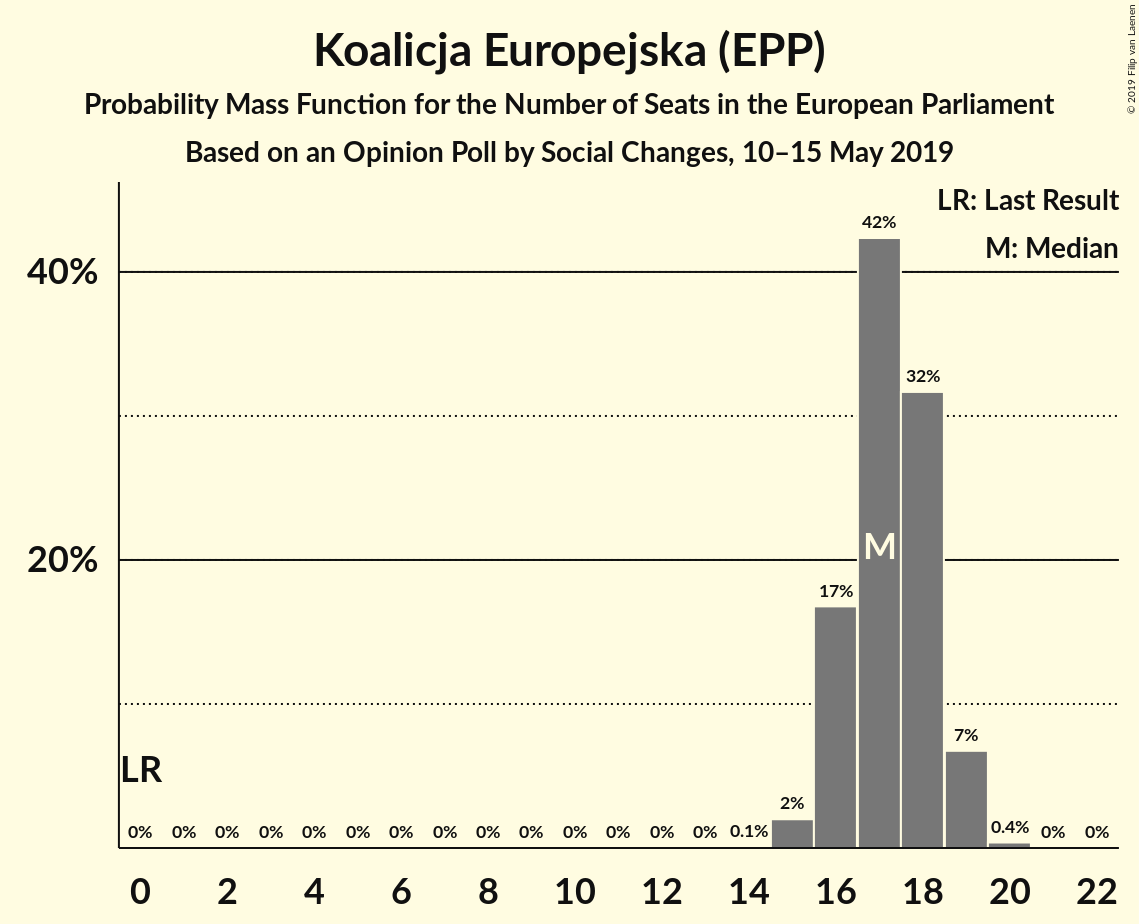 Koalicja Europejska (EPP)
Probability Mass Function for the Number of Seats in the European Parliament
Based on an Opinion Poll by Social Changes, 10–15 May 2019
© 2019 Filip van Laenen
LR: Last Result
M: Median
42%
40%
32%
M
20%
17%
7%
LR
2%
0% 0% 0% 0% 0% 0% 0% 0% 0% 0% 0% 0% 0% 0% 0.1% 0.4% 0% 0%
0 2 4 6 8 10 12 14 16 18 20 22